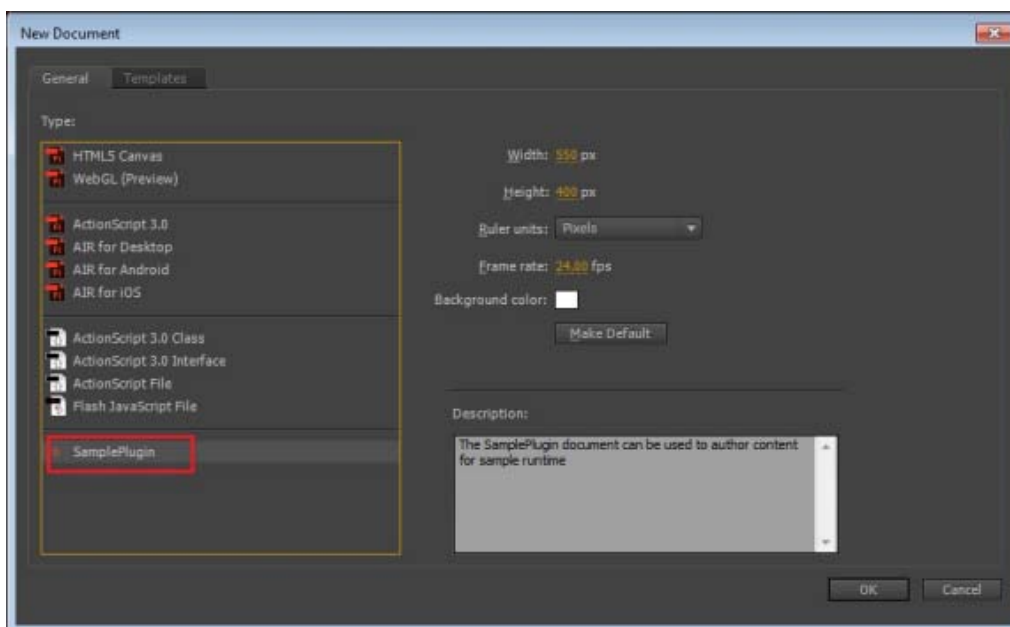 New Document
General
Templates
Type:
HTML5 Canvas
WebGL (Preview)
ActionScript 3.0
AIR for Desktop
AIR for Android
AIR for iOS
ActionScript 3.0 Class
ActionScript 3.0 Interface
ActionScript File
Flash JavaScript File
SamplePlugin
Width: 550 px
Height: 400 px
Ruler units: Pixels
Frame rate: 24.00 fps
Background color:
Make Default
Description:
The SamplePlugin document can be used to author content
for sample runtime
OK
Cancel